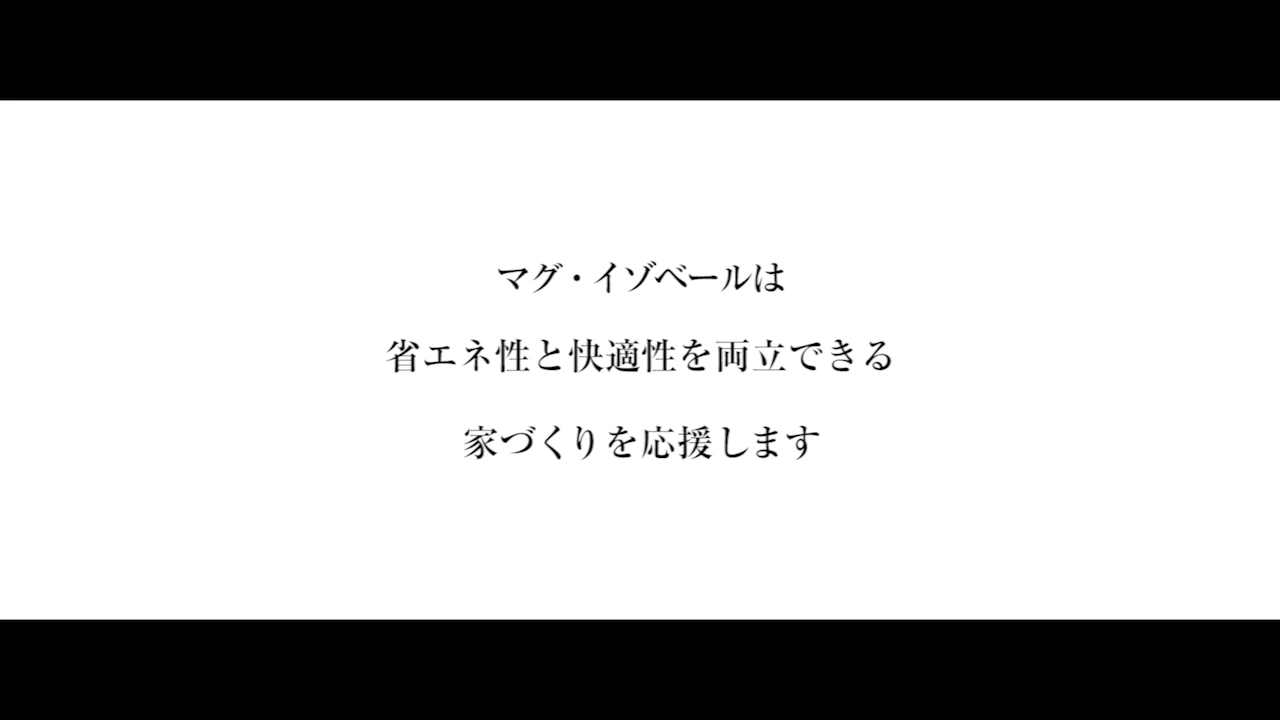 マグ・イゾベールは
省エネ性と快適性を両立できる
家づくりを応援します